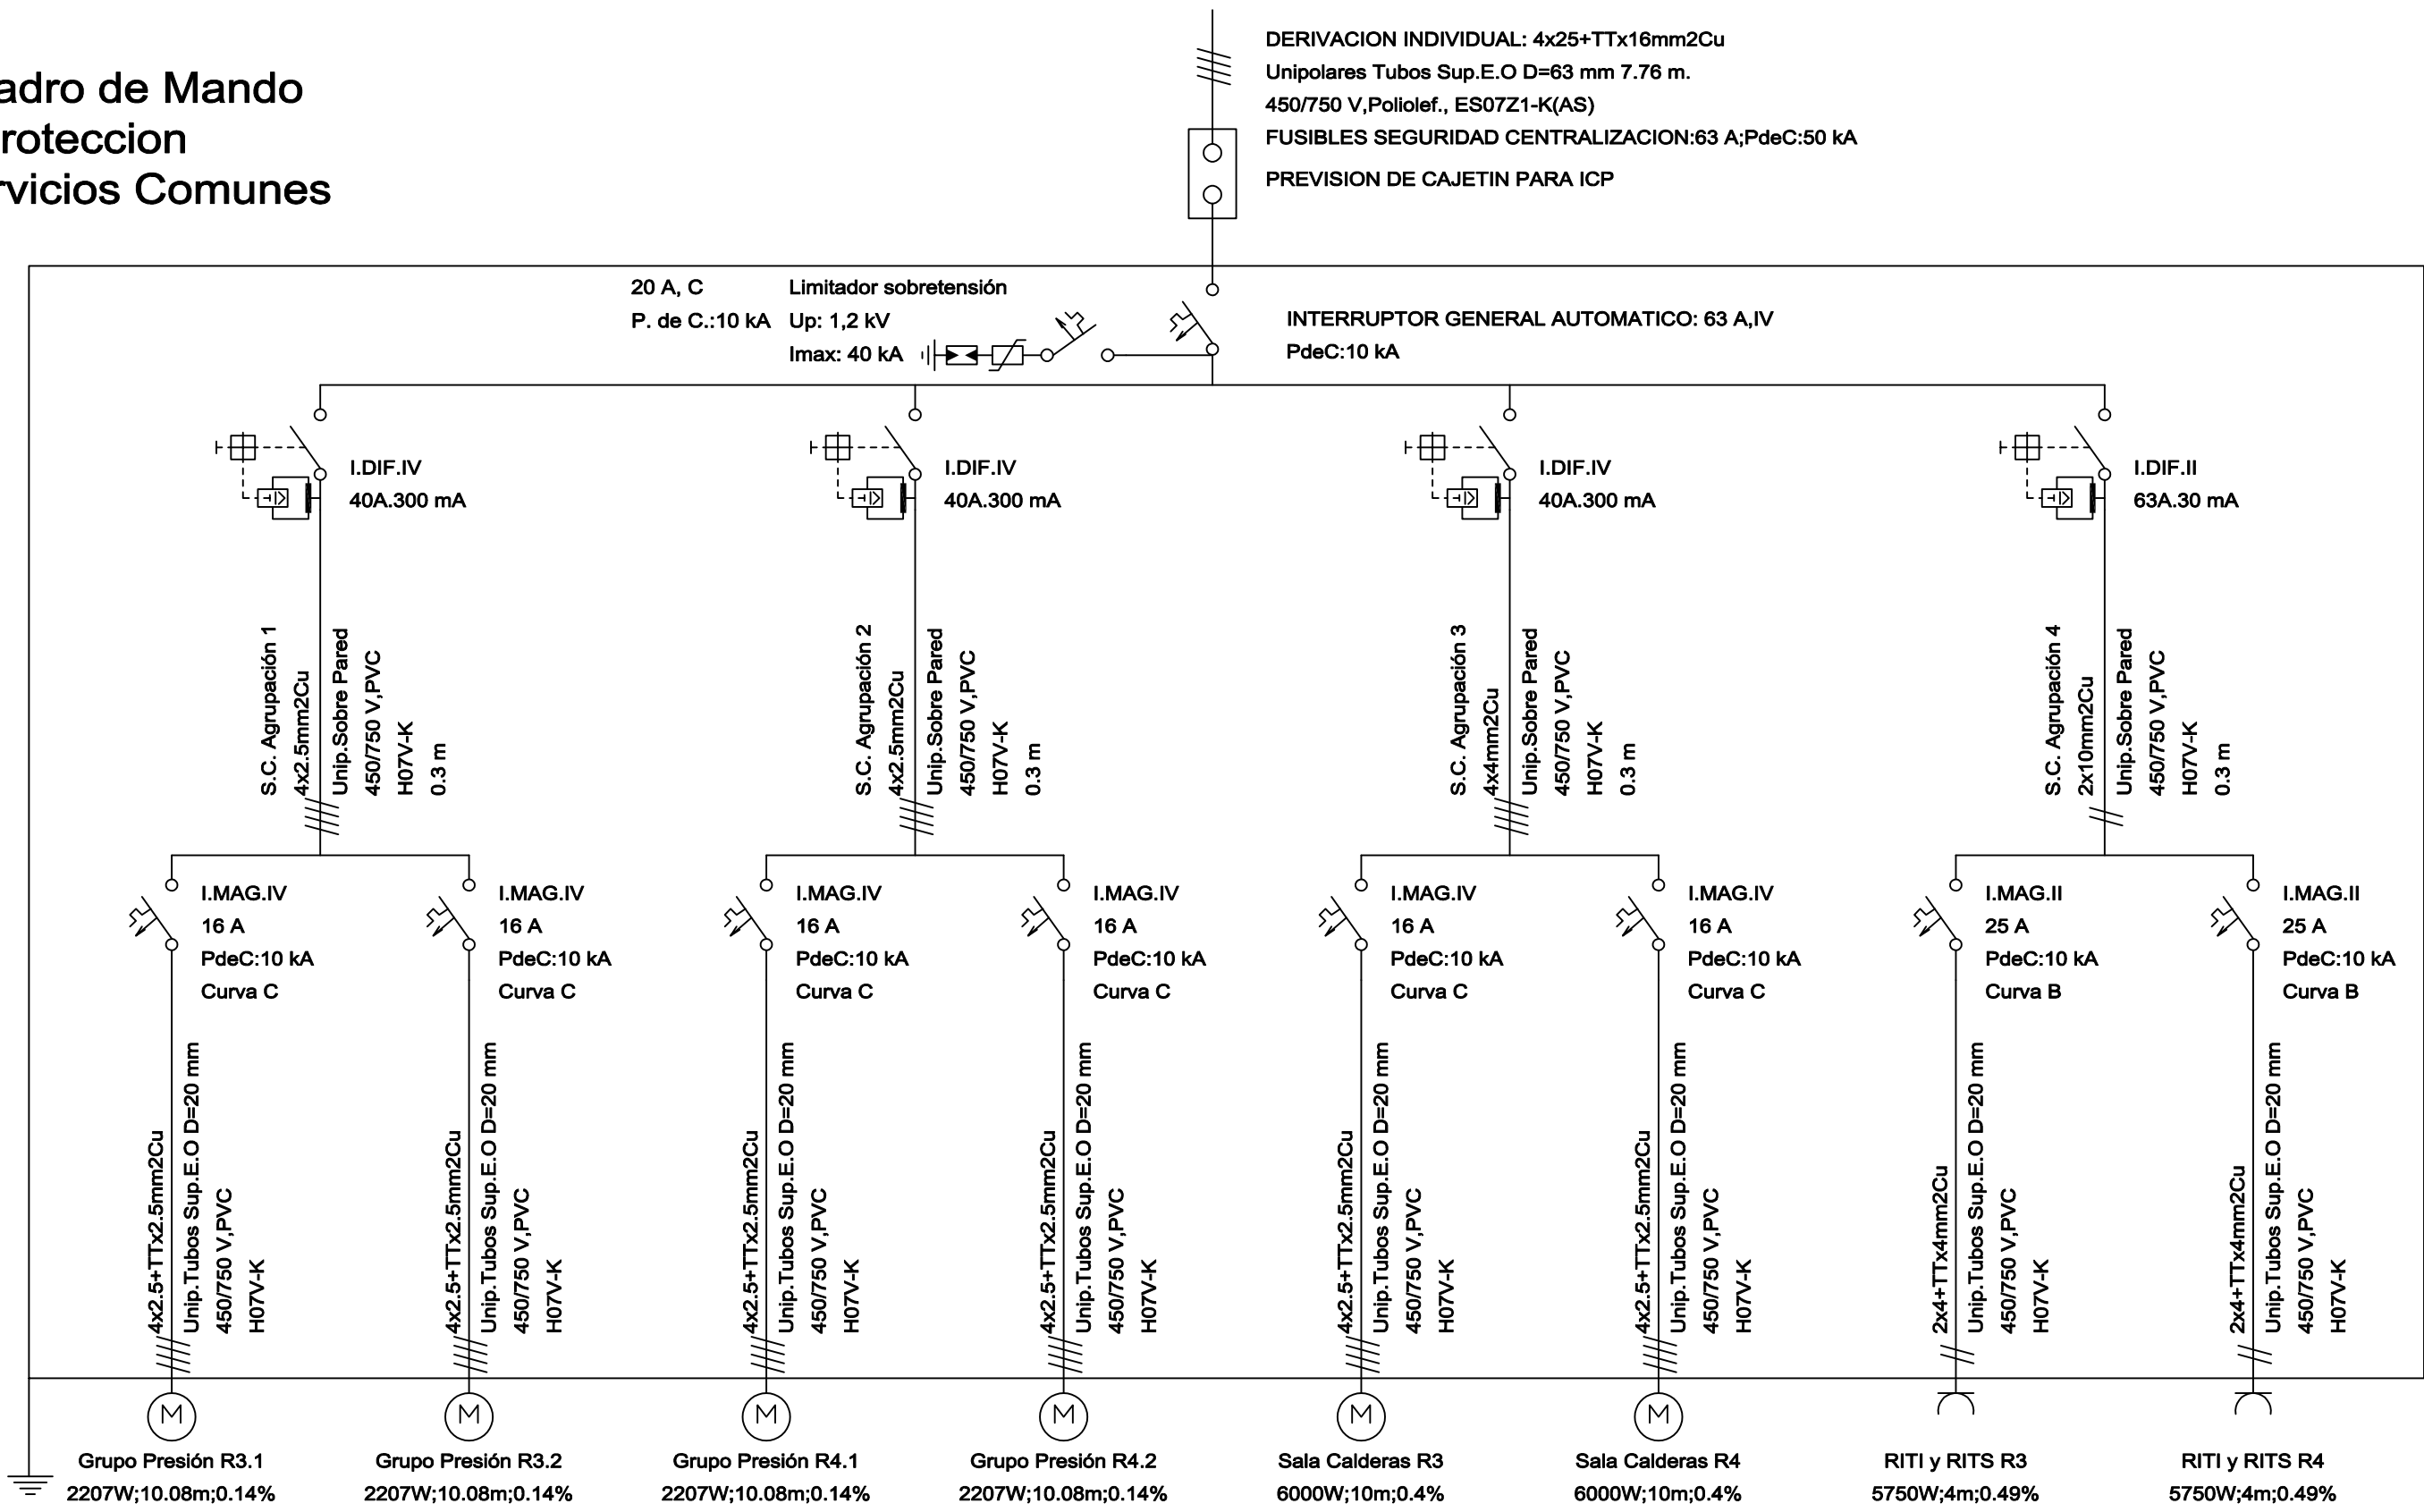 adro de Mando
roteccion
rvicios Comunes
DERIVACION INDIVIDUAL: 4x25+TTx16mm2Cu
Unipolares Tubos Sup.E.O D=63 mm 7.76 m.
450/750 V,Poliolef., ES07Z1-K(AS)
FUSIBLES SEGURIDAD CENTRALIZACION:63 A;PdeC:50 kA
PREVISION DE CAJETIN PARA ICP
20 A, C
P. de C.:10 kA
Limitador sobretensión
Up: 1,2 kV
Imax: 40 kA
INTERRUPTOR GENERAL AUTOMATICO: 63 A,IV
PdeC:10 kA
I.DIF.IV
40A.300 mA
I.DIF.IV
40A.300 mA
I.DIF.IV
40A.300 mA
I.DIF.II
63A.30 mA
S.C. Agrupación 1
4x2.5mm2Cu
Unip.Sobre Pared
450/750 V,PVC
H07V-K
0.3 m
S.C. Agrupación 2
4x2.5mm2Cu
Unip.Sobre Pared
450/750 V,PVC
H07V-K
0.3 m
S.C. Agrupación 3
4x4mm2Cu
Unip.Sobre Pared
450/750 V,PVC
H07V-K
0.3 m
S.C. Agrupación 4
2x10mm2Cu
Unip.Sobre Pared
450/750 V,PVC
H07V-K
0.3 m
I.MAG.IV
16 A
PdeC:10 kA
Curva C
I.MAG.IV
16 A
PdeC:10 kA
Curva C
I.MAG.IV
16 A
PdeC:10 kA
Curva C
I.MAG.IV
16 A
PdeC:10 kA
Curva C
I.MAG.IV
16 A
PdeC:10 kA
Curva C
I.MAG.IV
16 A
PdeC:10 kA
Curva C
I.MAG.II
25 A
PdeC:10 kA
Curva B
I.MAG.II
25 A
PdeC:10 kA
Curva B
4x2.5+TTx2.5mm2Cu
Unip.Tubos Sup.E.O D=20 mm
450/750 V,PVC
H07V-K
4x2.5+TTx2.5mm2Cu
Unip.Tubos Sup.E.O D=20 mm
450/750 V,PVC
H07V-K
4x2.5+TTx2.5mm2Cu
Unip.Tubos Sup.E.O D=20 mm
450/750 V,PVC
H07V-K
4x2.5+TTx2.5mm2Cu
Unip.Tubos Sup.E.O D=20 mm
450/750 V,PVC
H07V-K
4x2.5+TTx2.5mm2Cu
Unip.Tubos Sup.E.O D=20 mm
450/750 V,PVC
H07V-K
4x2.5+TTx2.5mm2Cu
Unip.Tubos Sup.E.O D=20 mm
450/750 V,PVC
H07V-K
2x4+TTx4mm2Cu
Unip.Tubos Sup.E.O D=20 mm
450/750 V,PVC
H07V-K
2x4+TTx4mm2Cu
Unip.Tubos Sup.E.O D=20 mm
450/750 V,PVC
H07V-K
M
M
M
M
M
M
Grupo Presión R3.1
2207W;10.08m;0.14%
Grupo Presión R3.2
2207W;10.08m;0.14%
Grupo Presión R4.1
2207W;10.08m;0.14%
Grupo Presión R4.2
2207W;10.08m;0.14%
Sala Calderas R3
6000W;10m;0.4%
Sala Calderas R4
6000W;10m;0.4%
RITI y RITS R3
5750W;4m;0.49%
RITI y RITS R4
5750W;4m;0.49%